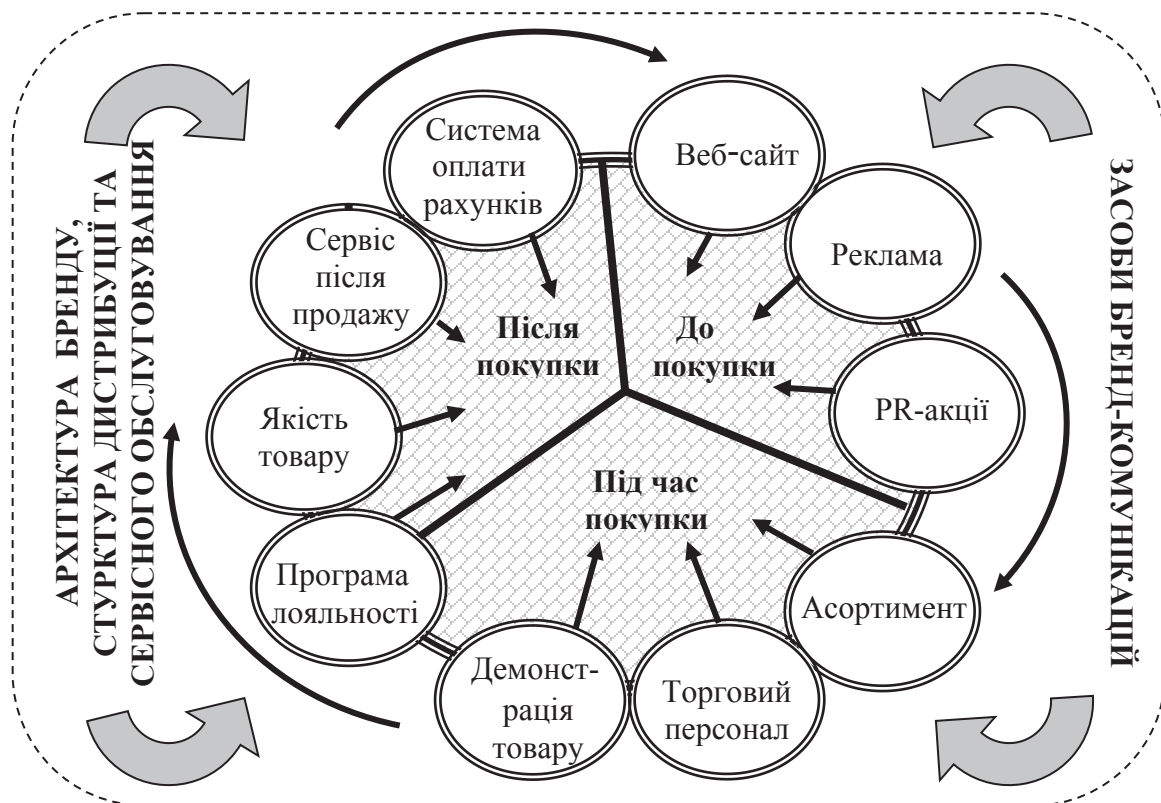 АРХІТЕКТУРА БРЕНДУ,
СТУРКТУРА ДИСТРИБУЦІЇ ТА
СЕРВІСНОГО ОБСЛУГОВУВАННЯ
Система
оплати
рахунків
Веб-сайт
Реклама
PR-акції
Асортимент
Торговий
персонал
Демонст-
рація
товару
Програма
лояльності
Якість
товару
Сервіс
після
продажу
Після
покупки
До
покупки
Під час
покупки
ЗАСОБИ БРЕНД-КОМУНІКАЦІЙ